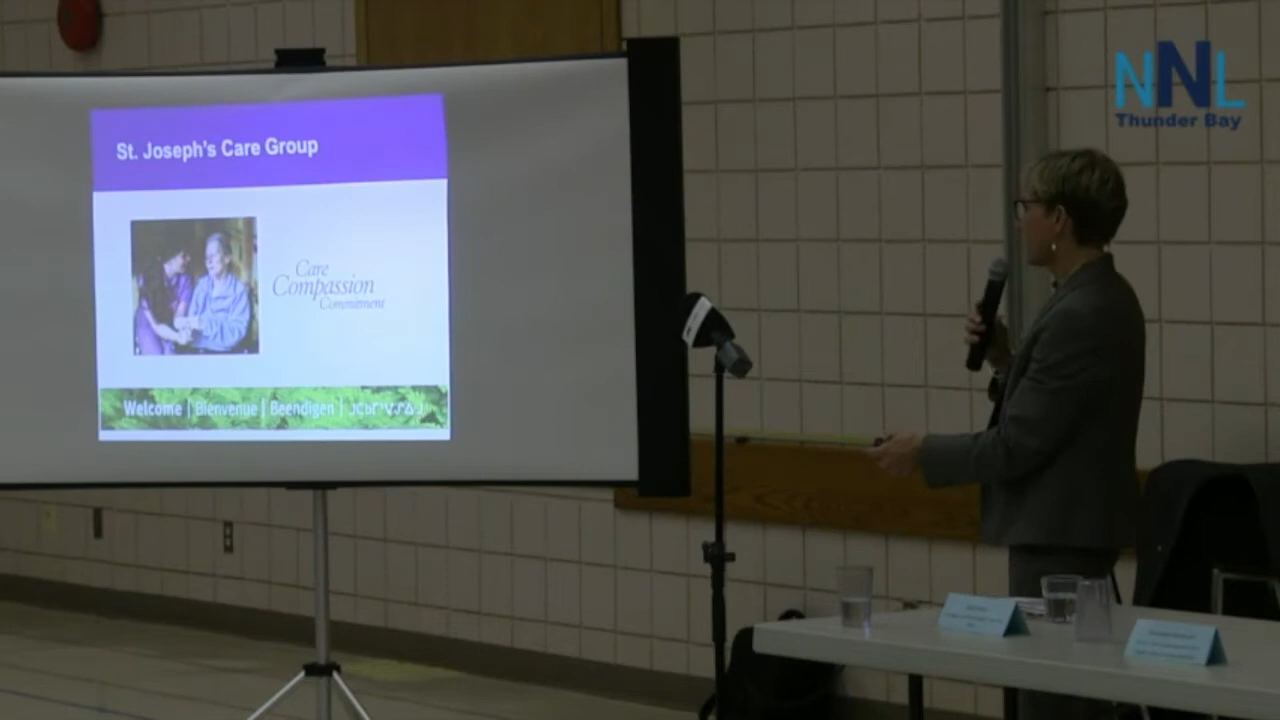 NNL
Thunder Bay
St. Joseph's Care Group
Care
Compassion
Commitment
Welcome | Bienvenue | Beendigen |